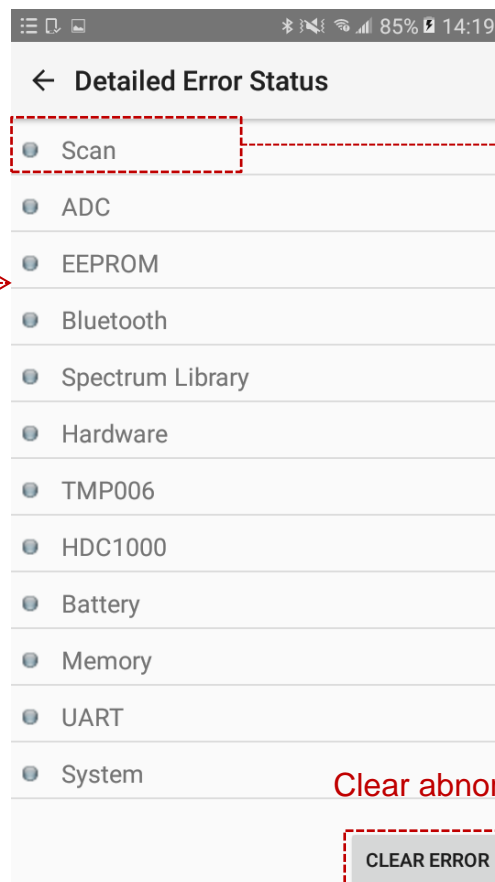 85% 14:19
Detailed Error Status
Scan
ADC
EEPROM
Bluetooth
Spectrum Library
Hardware
TMP006
HDC1000
Battery
Memory
UART
System
Clear abnor
CLEAR ERROR